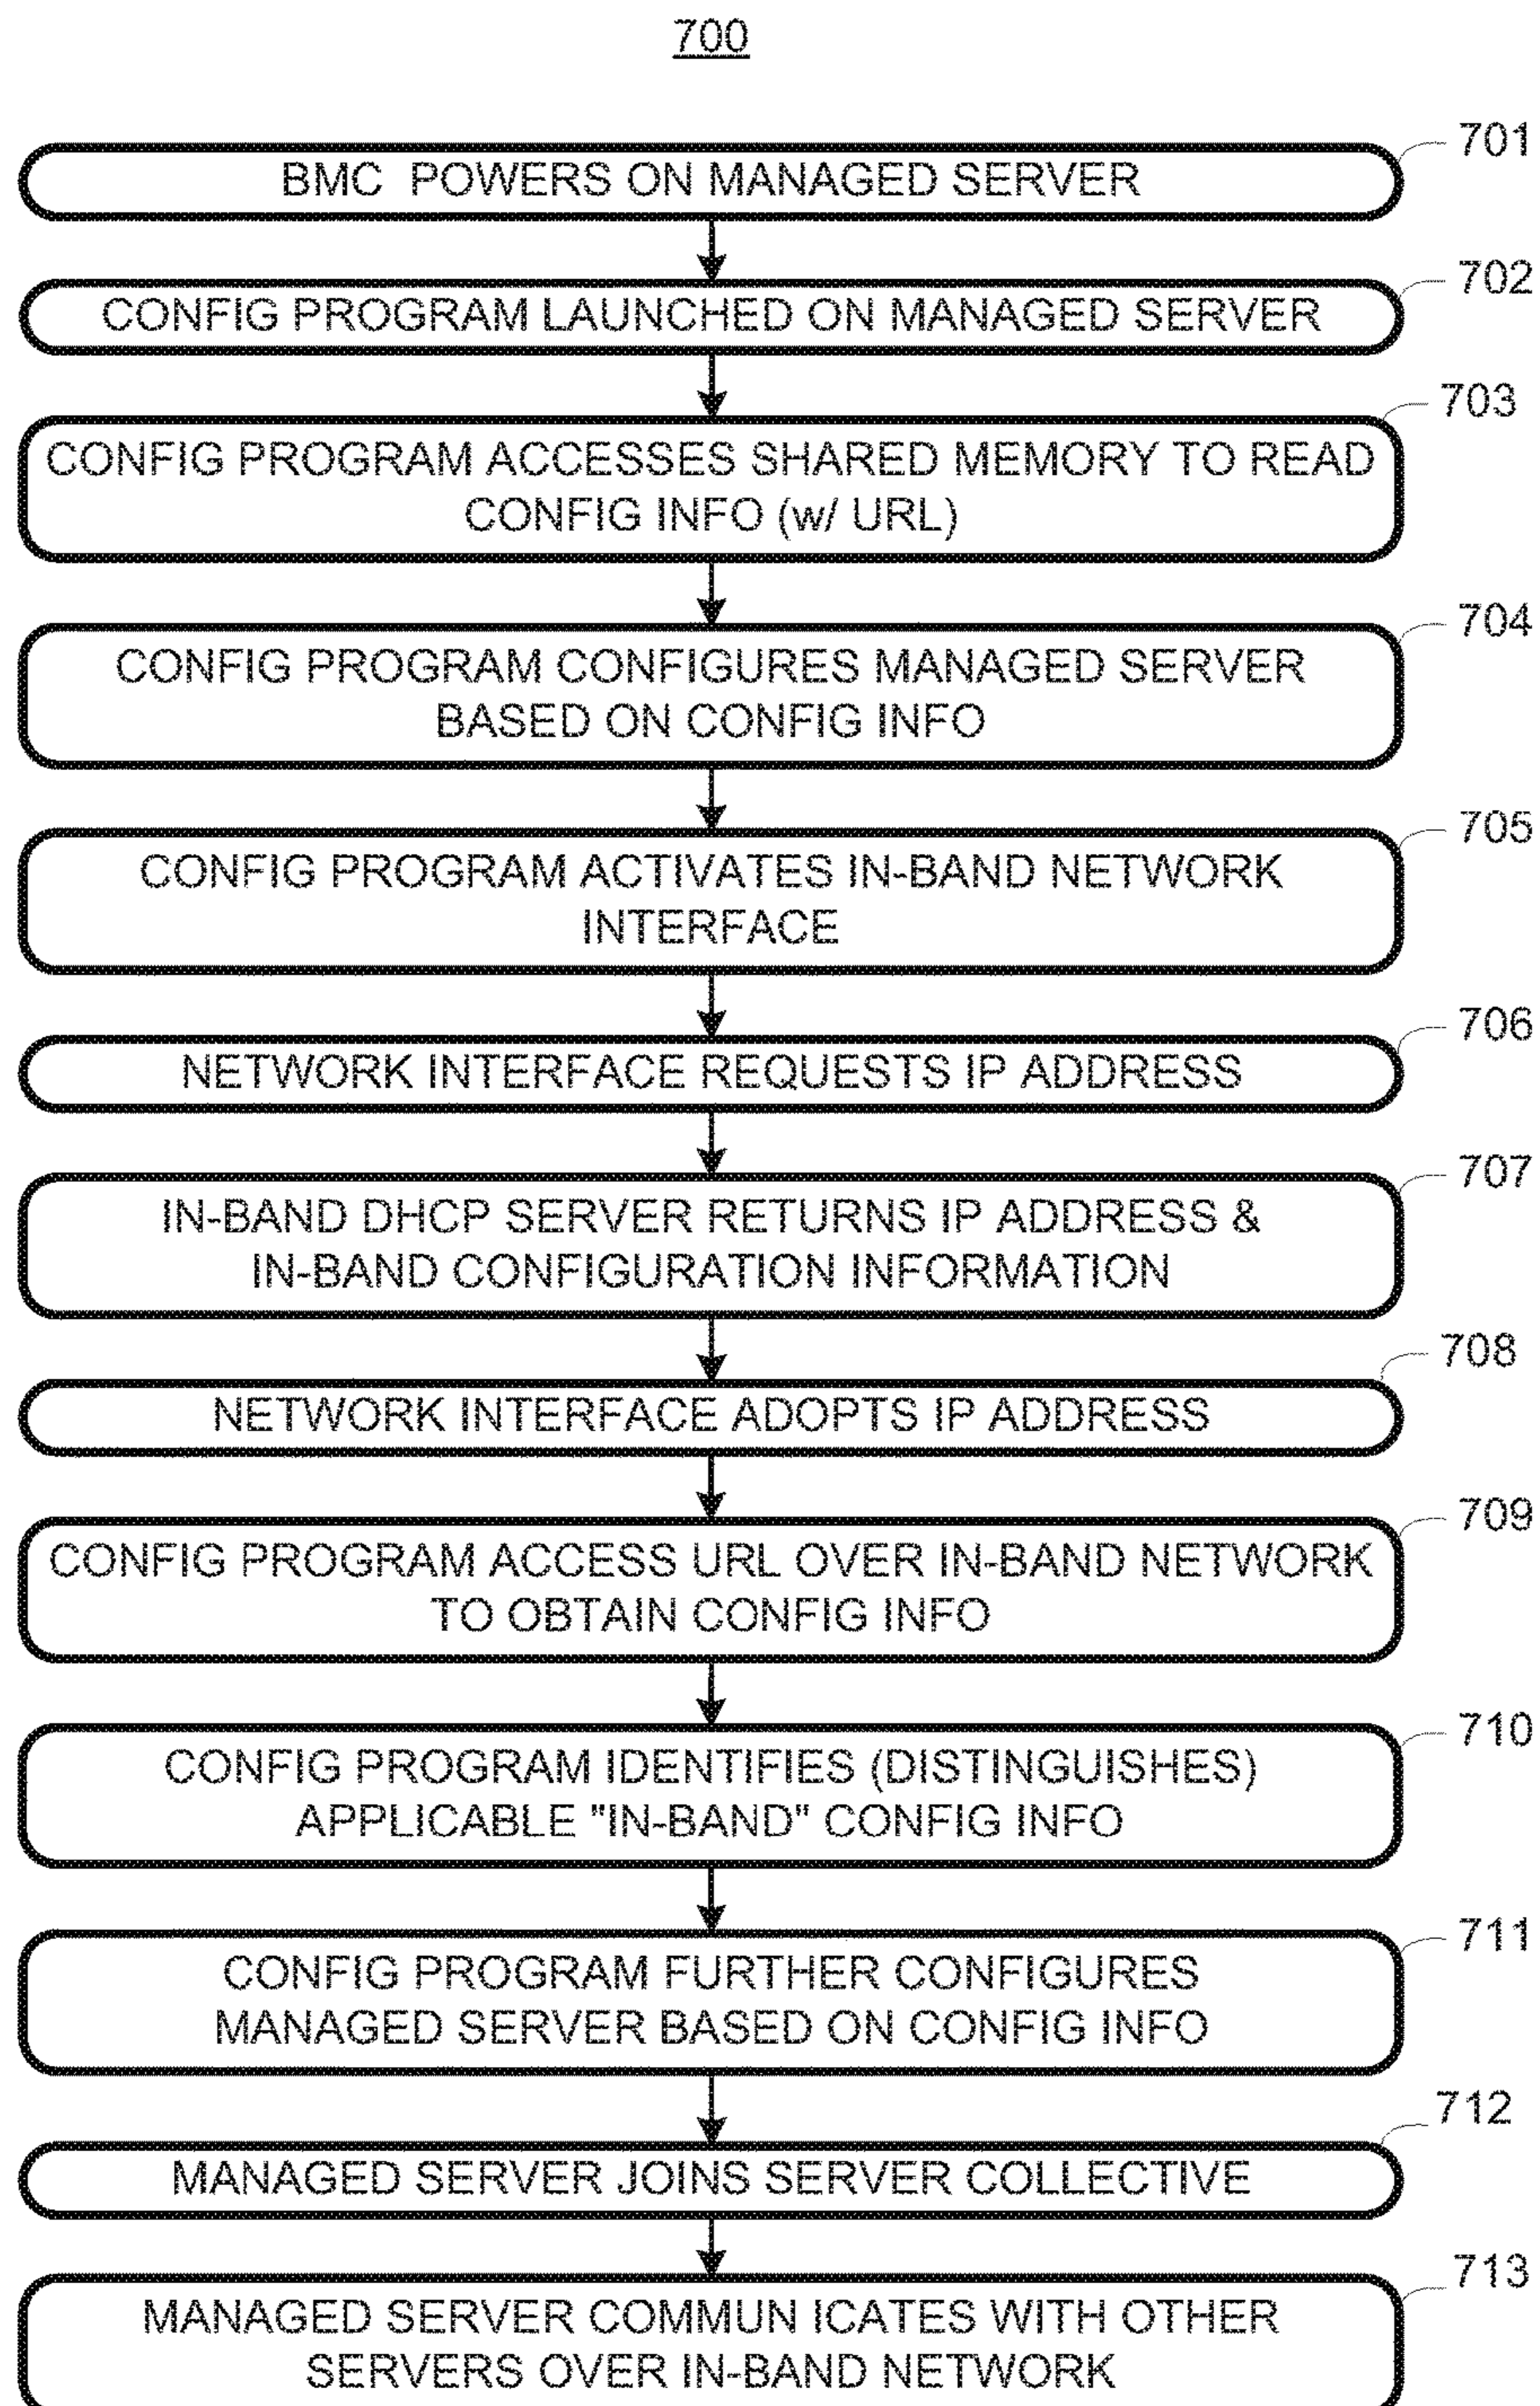 700
701
BMC POWERS ON MANAGED SERVER
702
CONFIG PROGRAM LAUNCHED ON MANAGED SERVER
703
CONFIG PROGRAM ACCESSES SHARED MEMORY TO READ
CONFIG INFO (w/ URL)
704
CONFIG PROGRAM CONFIGURES MANAGED SERVER
BASED ON CONFIG INFO
705
CONFIG PROGRAM ACTIVATES IN-BAND NETWORK
INTERFACE
706
NETWORK INTERFACE REQUESTS IP ADDRESS
707
IN-BAND DHCP SERVER RETURNS IP ADDRESS &
IN-BAND CONFIGURATION INFORMATION
708
NETWORK INTERFACE ADOPTS IP ADDRESS
709
CONFIG PROGRAM ACCESS URL OVER IN-BAND NETWORK
TO OBTAIN CONFIG INFO
710
CONFIG PROGRAM IDENTIFIES (DISTINGUISHES)
APPLICABLE "IN-BAND" CONFIG INFO
711
CONFIG PROGRAM FURTHER CONFIGURES
MANAGED SERVER BASED ON CONFIG INFO
712
MANAGED SERVER JOINS SERVER COLLECTIVE
713
MANAGED SERVER COMMUN ICATES WITH OTHER
SERVERS OVER IN-BAND NETWORK